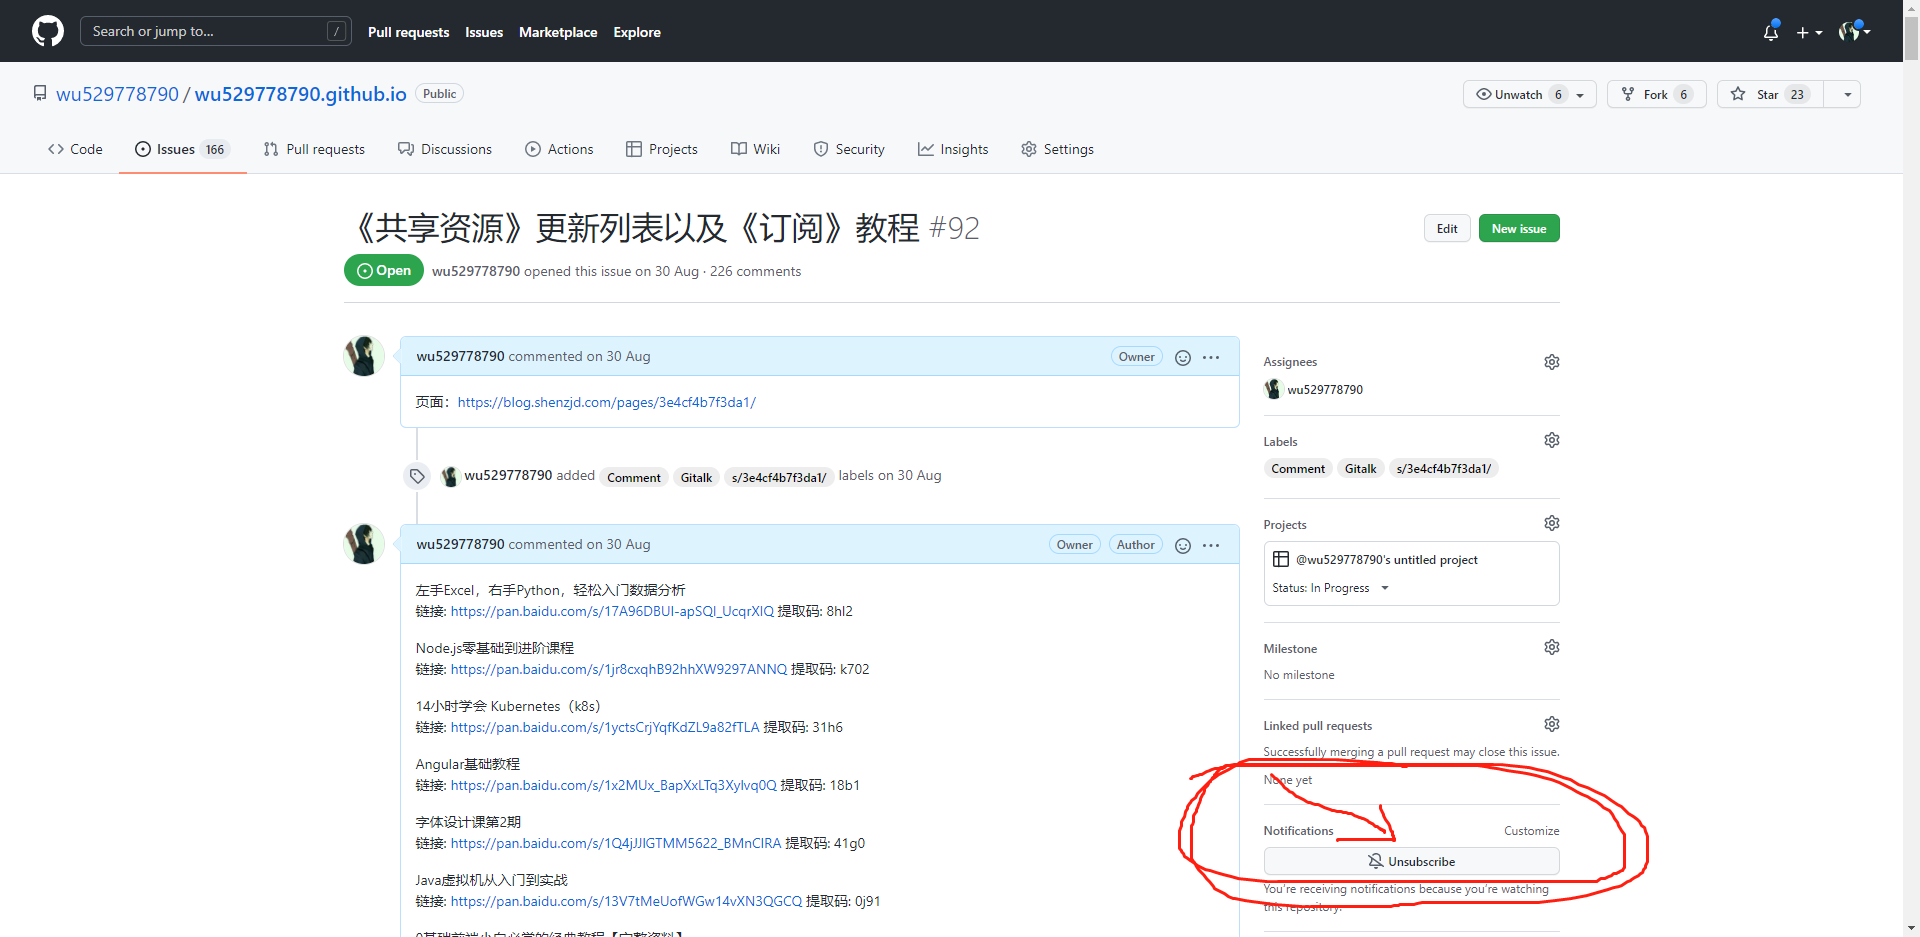 Search or jump to... /
Pull requests Issues Marketplace Explore
wu529778790 / wu529778790.github.io Public
Unwatch 6 Fork 6 Star 23
Code Issues 166 Pull requests Discussions Actions Projects Wiki Security Insights Settings
《共享资源》更新列表以及《订阅》教程 #92
Edit New issue
Open wu529778790 opened this issue on 30 Aug · 226 comments
wu529778790 commented on 30 Aug Owner
页面：https://blog.shenzjd.com/pages/3e4cf4b7f3da1/
wu529778790 added Comment Gitalk s/3e4cf4b7f3da1/ labels on 30 Aug
wu529778790 commented on 30 Aug Owner Author
左手Excel，右手Python，轻松入门数据分析
链接: https://pan.baidu.com/s/17A96DBUI-apSQI_UcqrXIQ 提取码: 8hl2
Node.js零基础到进阶课程
链接: https://pan.baidu.com/s/1jr8cxqhB92hhXW9297ANNQ 提取码: k702
14小时学会 Kubernetes（k8s）
链接: https://pan.baidu.com/s/1yctsCrjYqfKdZL9a82fTLA 提取码: 31h6
Angular基础教程
链接: https://pan.baidu.com/s/1x2MUx_BapXxLTq3Xylvq0Q 提取码: 18b1
字体设计课第2期
链接: https://pan.baidu.com/s/1Q4jJJIGTMM5622_BMnCIRA 提取码: 41g0
Java虚拟机从入门到实战
链接: https://pan.baidu.com/s/13V7tMeUofWGw14vXN3QGCQ 提取码: 0j91
Assignees
wu529778790
Labels
Comment Gitalk s/3e4cf4b7f3da1/
Projects
@wu529778790's untitled project
Status: In Progress
Milestone
No milestone
Linked pull requests
Successfully merging a pull request may close this issue.
None yet
Notifications Customize
Unsubscribe
You're receiving notifications because you're watching
this repository.